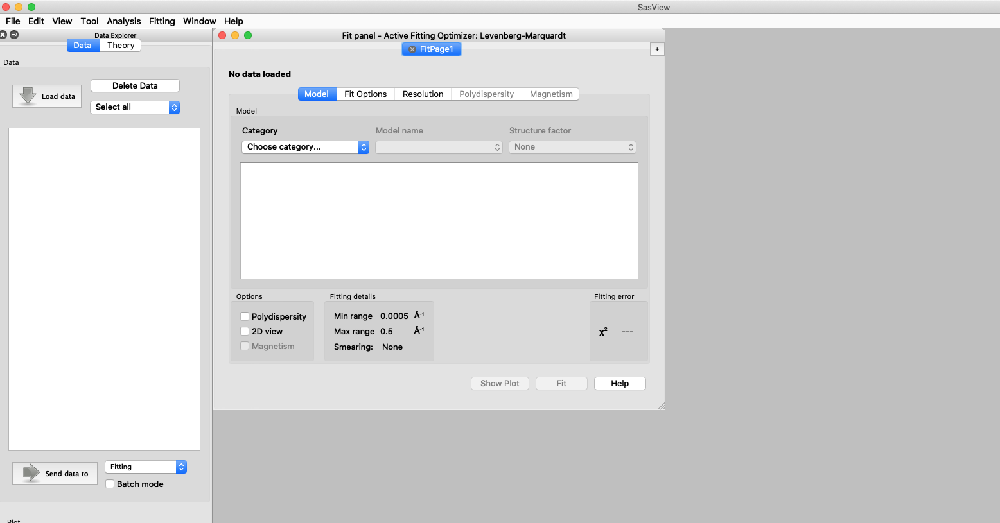 SasView
File Edit View Tool Analysis Fitting Window Help
Data Explorer
Data Theory
Data
Load data
Delete Data
Select all
Send data to
Fitting
Batch mode
Plot
Fit panel - Active Fitting Optimizer: Levenberg-Marquardt
FitPage1
+
No data loaded
Model Fit Options Resolution Polydispersity Magnetism
Model
Category Model name Structure factor
Choose category... None
Options
Polydispersity
2D view
Magnetism
Fitting details
Min range 0.0005 Å⁻¹
Max range 0.5 Å⁻¹
Smearing: None
Fitting error
χ² ---
Show Plot Fit Help